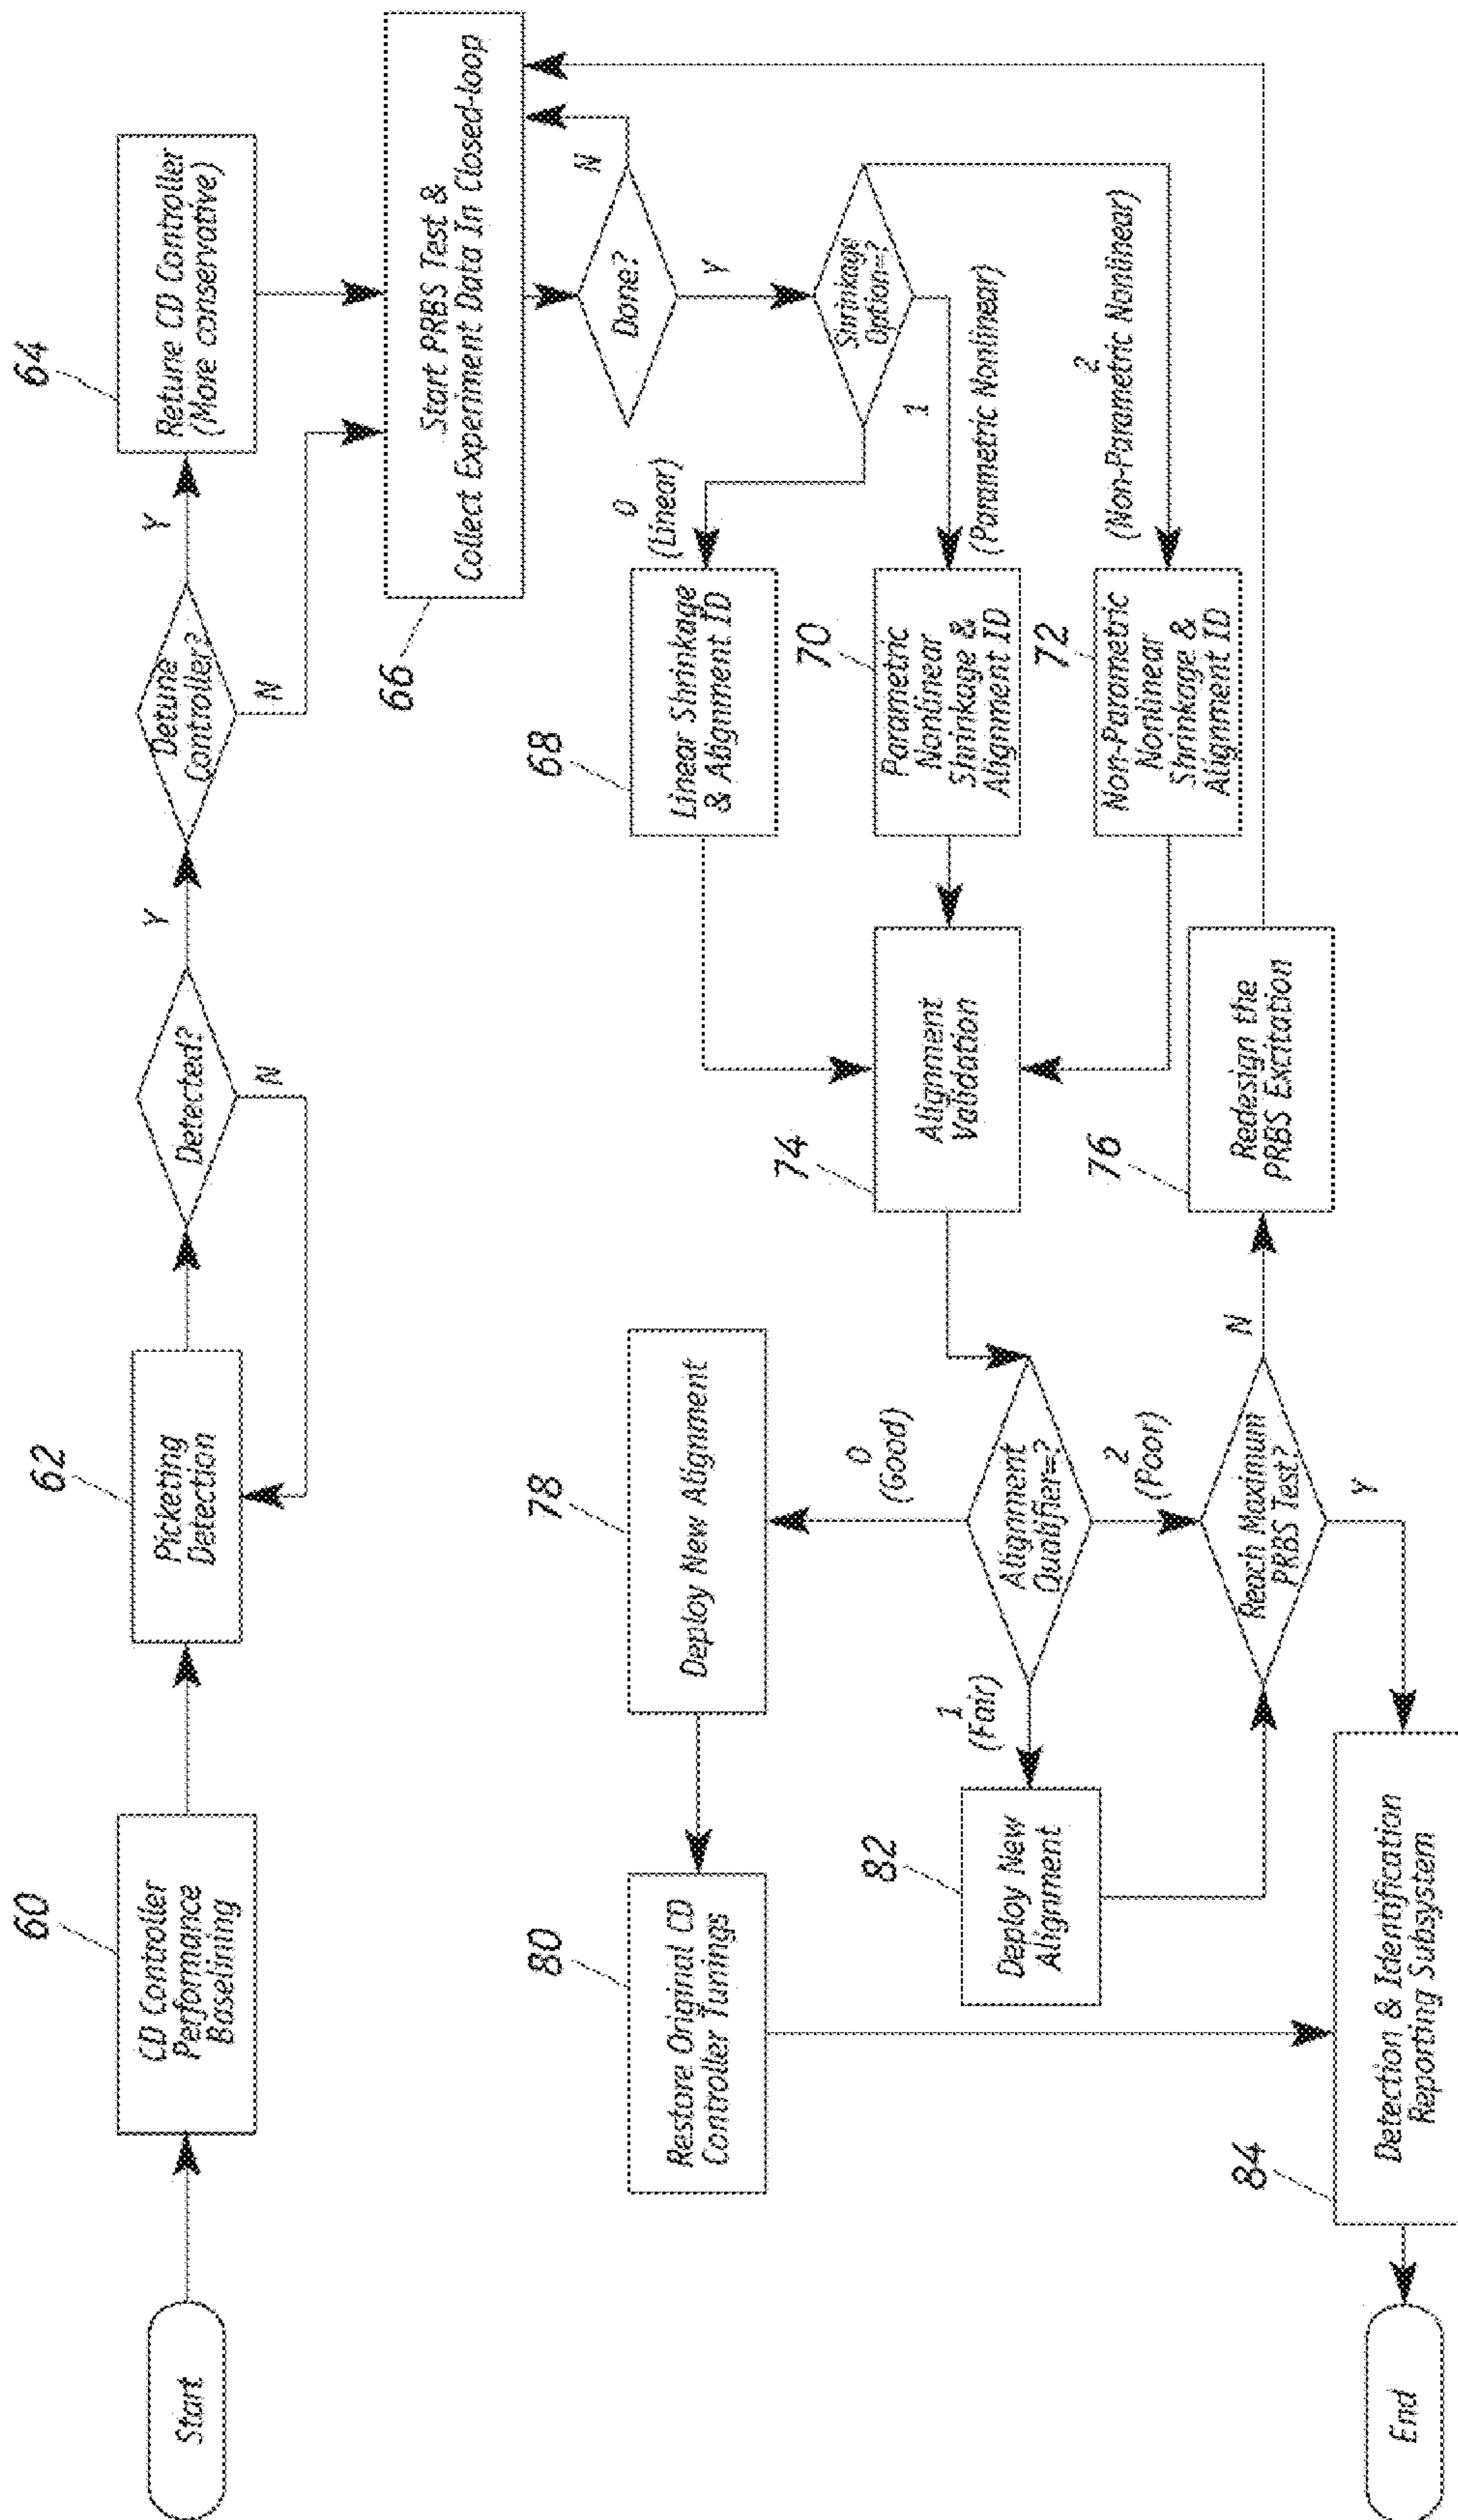 Start
60
CD Controller
Performance
Baselining
62
Picketing
Detection
Detected?
Y
N
Detune
Controller?
Y
N
64
Retune CD Controller
(More conservative)
66
Start PRBS Test &
Collect Experiment Data In Closed-loop
Done?
N
Y
Shrinkage
Option=?
0
(Linear)
1
(Parametric Nonlinear)
2
(Non-Parametric Nonlinear)
68
Linear Shrinkage
& Alignment ID
70
Parametric
Nonlinear
Shrinkage &
Alignment ID
72
Non-Parametric
Nonlinear
Shrinkage &
Alignment ID
74
Alignment
Validation
76
Redesign the
PRBS Excitation
78
Deploy New Alignment
80
Restore Original CD
Controller Tunings
Alignment
Qualifier=?
0
(Good)
1
(Fair)
2
(Poor)
82
Deploy New
Alignment
Reach Maximum
PRBS Test?
N
Y
84
Detection & Identification
Reporting Subsystem
End